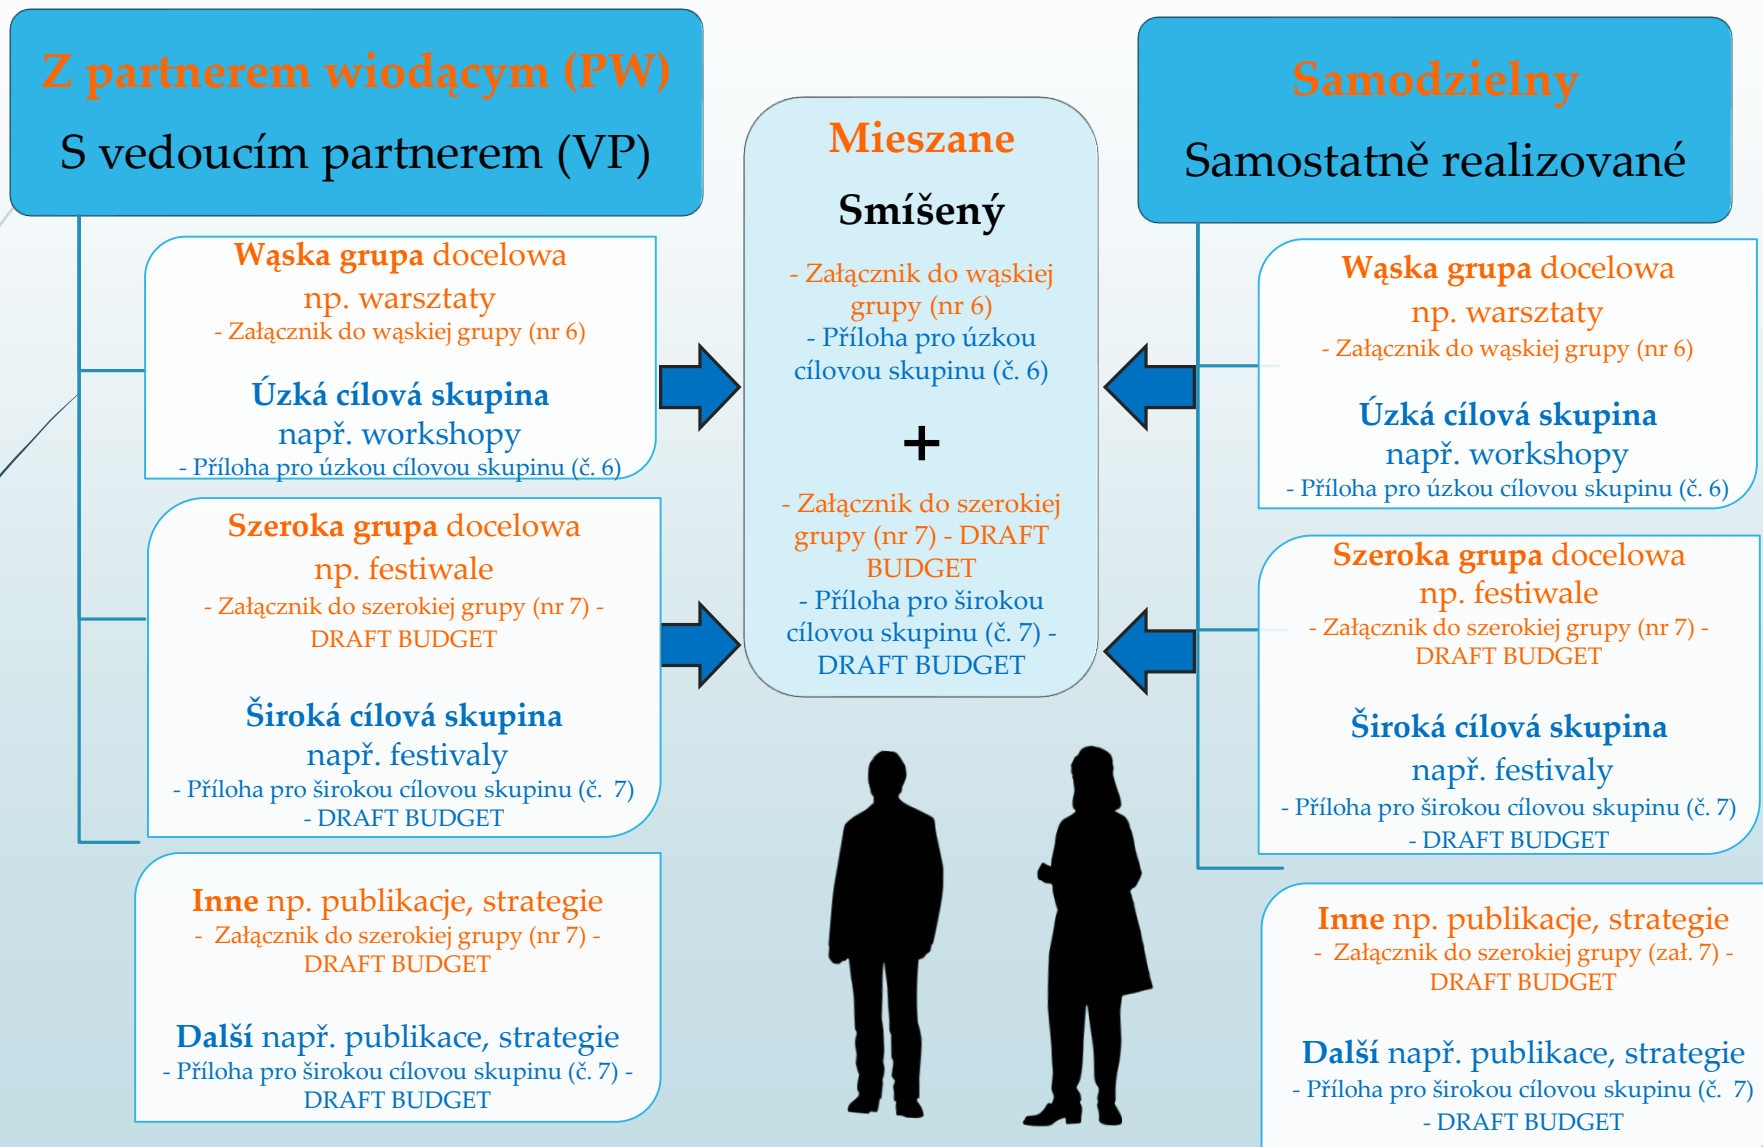 Z partnerem wiodącym (PW)
S vedoucím partnerem (VP)
Wąska grupa docelowa
np. warsztaty
- Załącznik do wąskiej grupy (nr 6)
Úzká cílová skupina
např. workshopy
- Příloha pro úzkou cílovou skupinu (č. 6)
Szeroka grupa docelowa
np. festiwale
- Załącznik do szerokiej grupy (nr 7) -
DRAFT BUDGET
Široká cílová skupina
např. festivaly
- Příloha pro širokou cílovou skupinu (č. 7)
- DRAFT BUDGET
Inne np. publikacje, strategie
- Załącznik do szerokiej grupy (nr 7) -
DRAFT BUDGET
Další např. publikace, strategie
- Příloha pro širokou cílovou skupinu (č. 7) -
DRAFT BUDGET
Mieszane
Smíšený
- Załącznik do wąskiej
grupy (nr 6)
- Příloha pro úzkou
cílovou skupinu (č. 6)
+
- Załącznik do szerokiej
grupy (nr 7) - DRAFT
BUDGET
- Příloha pro širokou
cílovou skupinu (č. 7) -
DRAFT BUDGET
Samodzielny
Samostatně realizované
Wąska grupa docelowa
np. warsztaty
- Załącznik do wąskiej grupy (nr 6)
Úzká cílová skupina
např. workshopy
- Příloha pro úzkou cílovou skupinu (č. 6)
Szeroka grupa docelowa
np. festiwale
- Załącznik do szerokiej grupy (nr 7) -
DRAFT BUDGET
Široká cílová skupina
např. festivaly
- Příloha pro širokou cílovou skupinu (č. 7)
- DRAFT BUDGET
Inne np. publikacje, strategie
- Załącznik do szerokiej grupy (zał. 7) -
DRAFT BUDGET
Další např. publikace, strategie
- Příloha pro širokou cílovou skupinu (č. 7)
- DRAFT BUDGET